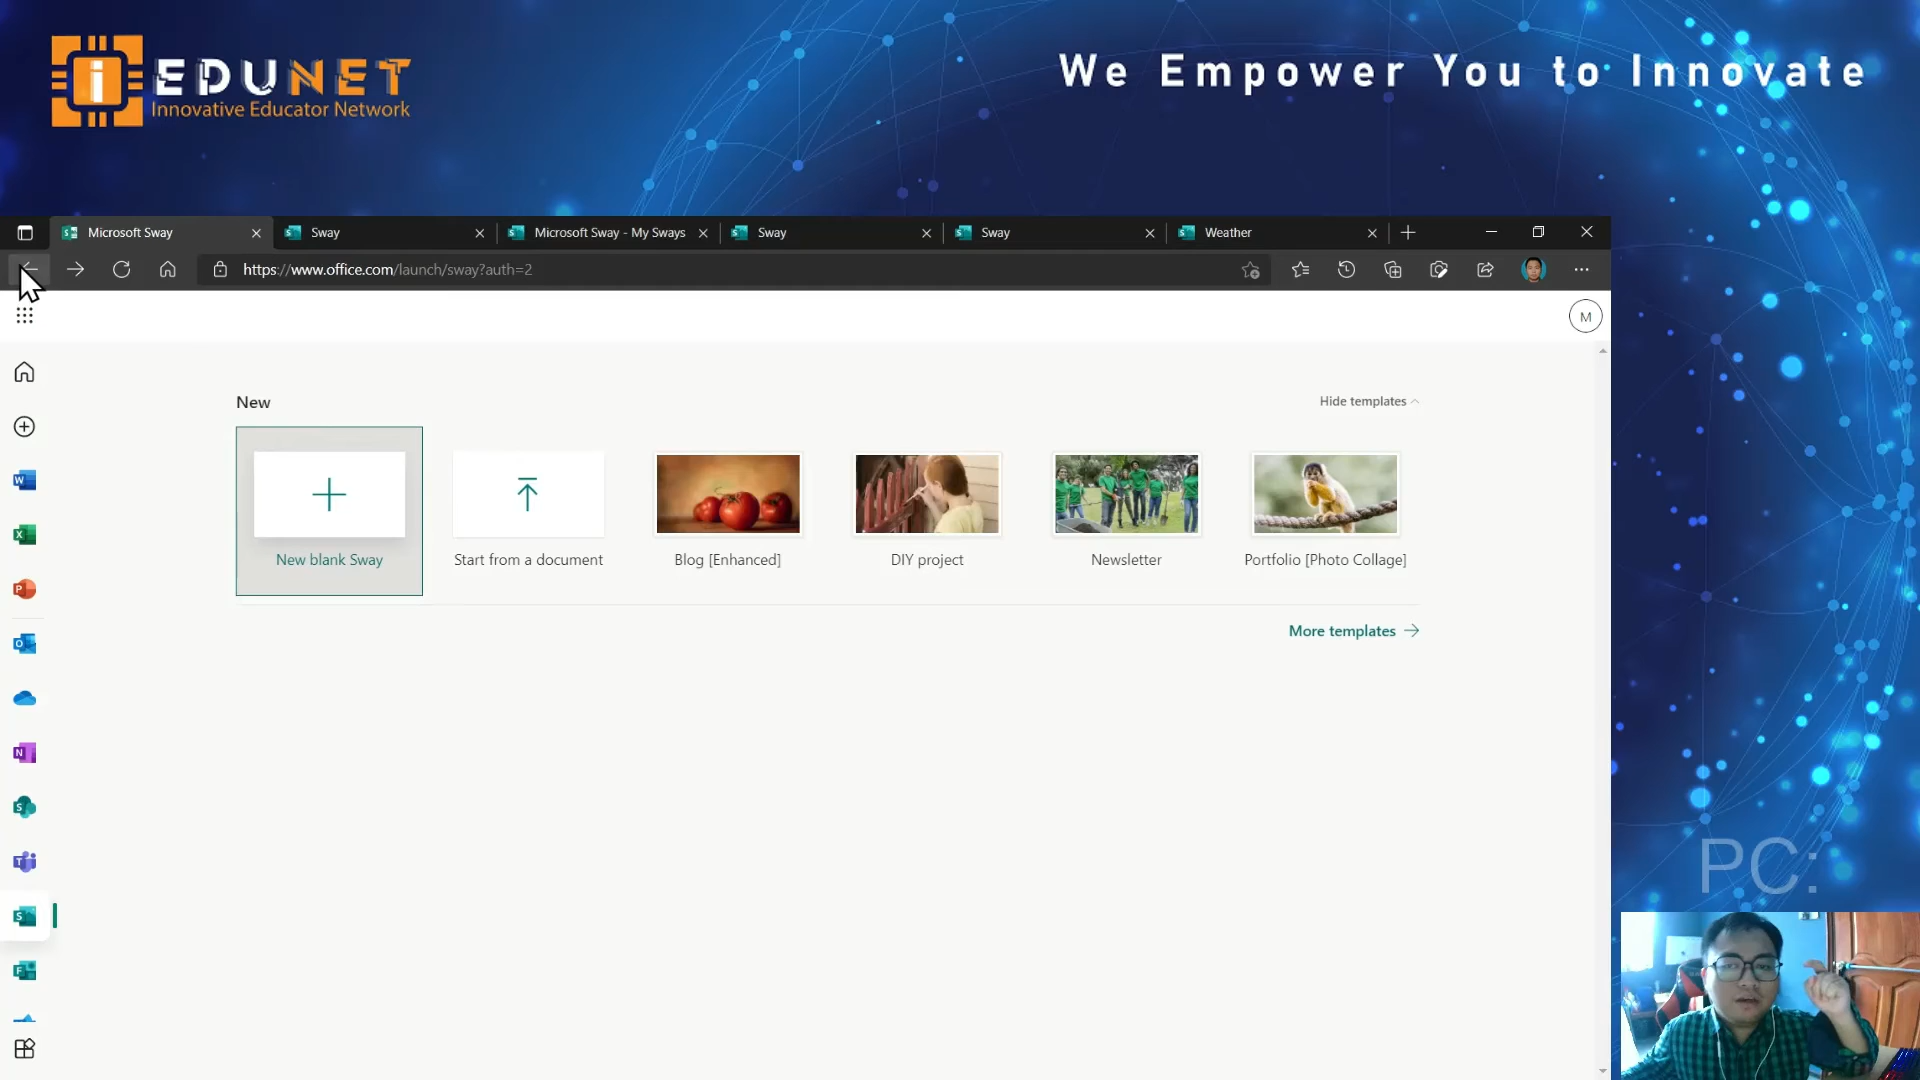 i EDUNET
Innovative Educator Network
We Empower You to Innovate
Microsoft Sway
Sway
Microsoft Sway - My Sways
Sway
Sway
Weather
https://www.office.com/launch/sway?auth=2
M
New
Hide templates
New blank Sway
Start from a document
Blog [Enhanced]
DIY project
Newsletter
Portfolio [Photo Collage]
More templates
PC: